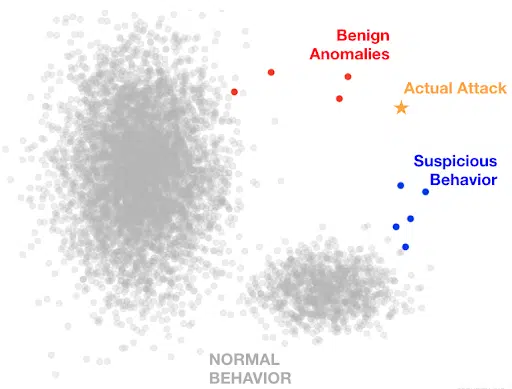 Benign
Anomalies
Actual Attack
Suspicious
Behavior
NORMAL
BEHAVIOR